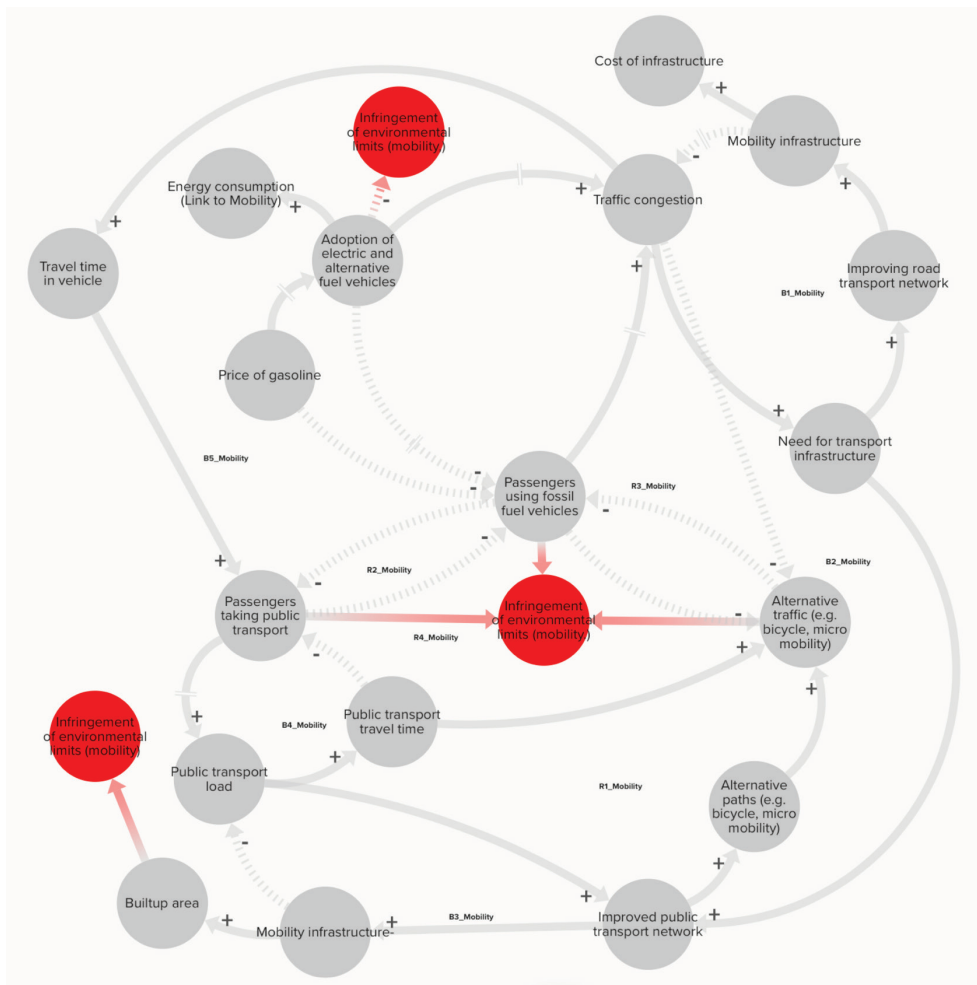 Cost of infrastructure
+
Infringement
of environmental
limits (mobility,)
-
Mobility infrastructure
+
Energy consumption
(Link to Mobility)
+
-
Traffic congestion
+
+
Travel time
in vehicle
Adoption of
electric and
alternative
fuel vehicles
+
Improving road
transport network
B1_Mobility
+
Price of gasoline
+
Need for transport
infrastructure
B5_Mobility
-
-
Passengers
using fossil
fuel vehicles
R3_Mobility
-
-
+
-
R2_Mobility
B2_Mobility
-
Passengers
taking public
transport
Infringement
of environmental
limits (mobility;)
-
Alternative
traffic (e.g.
bicycle, micro
mobility)
R4_Mobility
-
+
+
+
Infringement
of environmental
limits (mobility)
B4_Mobility
Public transport
travel time
+
Public transport
load
R1_Mobility
Alternative
paths (e.g.
bicycle, micro
mobility)
-
+
+
+
Builtup area
+
Mobility infrastructure-
+
B3_Mobility
Improved public
transport network